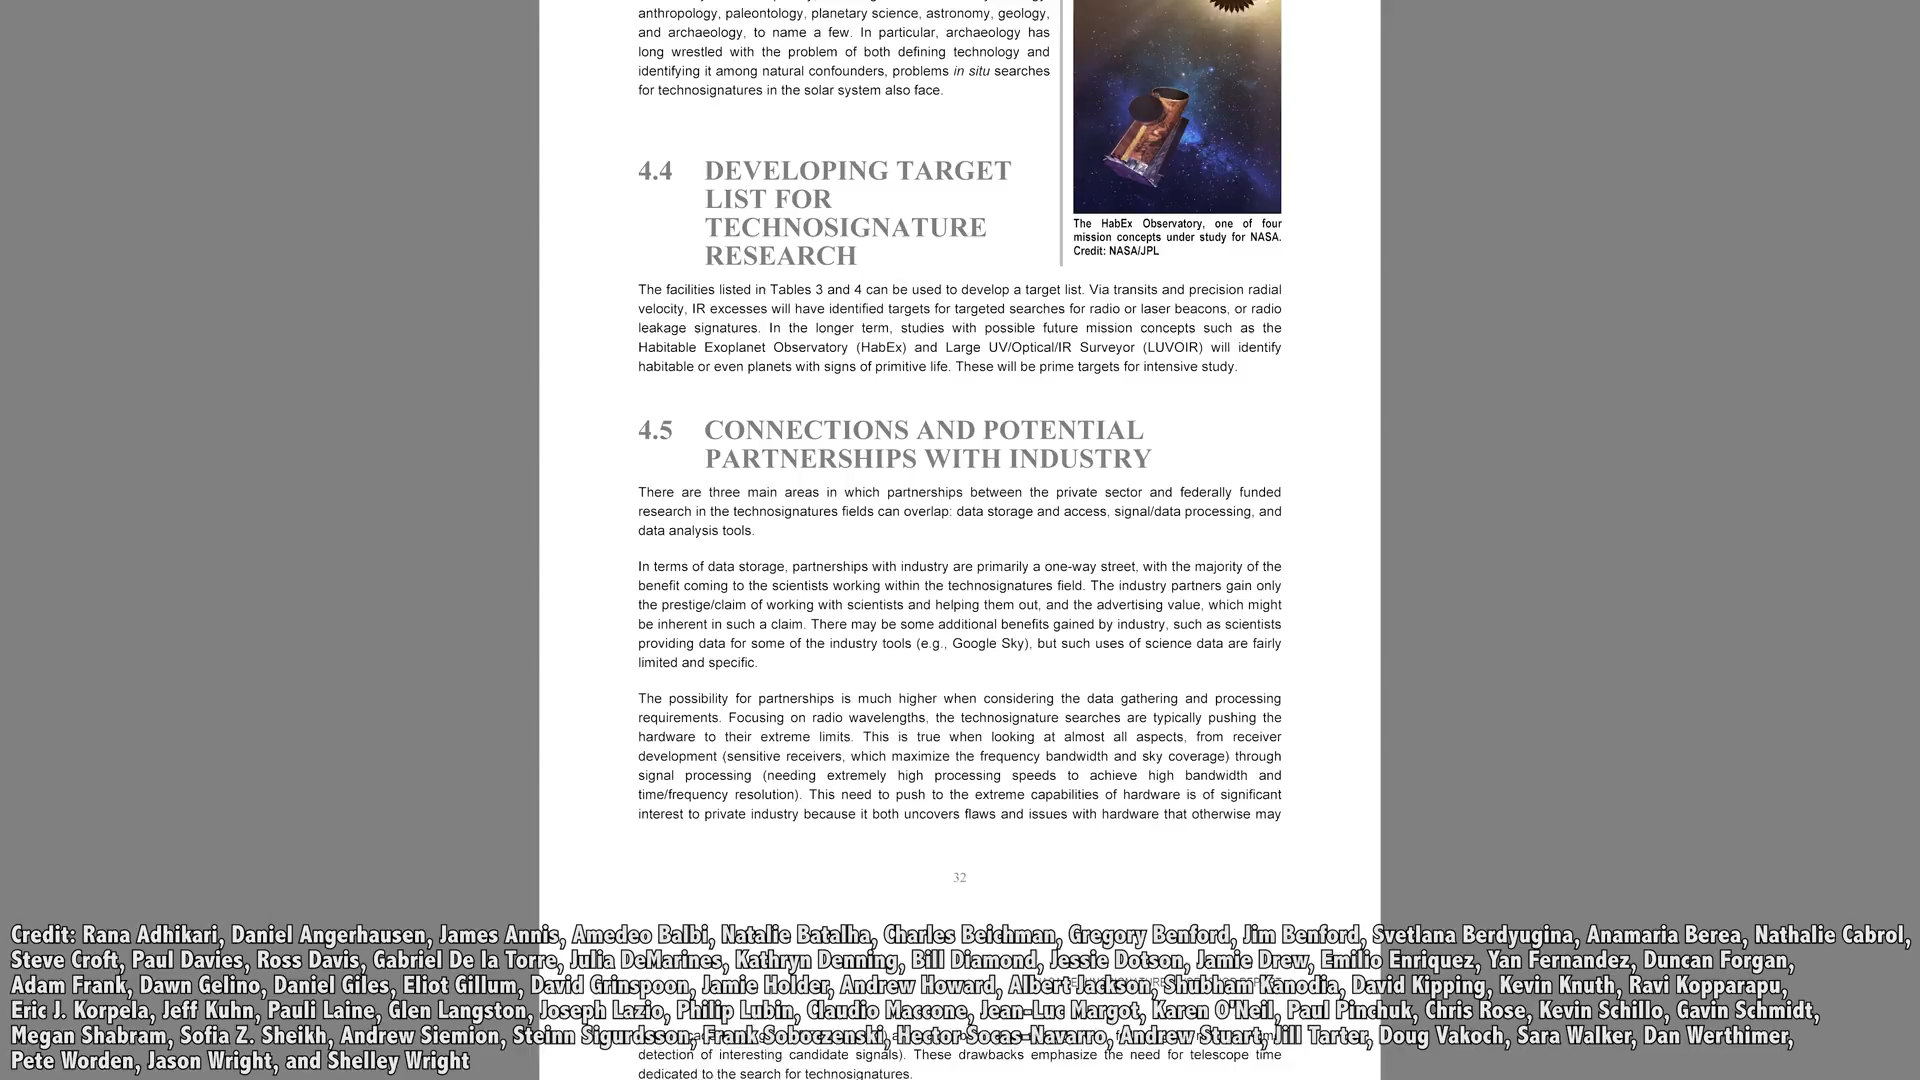 anthropology, paleontology, planetary science, astronomy, geology,
and archaeology, to name a few. In particular, archaeology has
long wrestled with the problem of both defining technology and
identifying it among natural confounders, problems in situ searches
for technosignatures in the solar system also face.
The HabEx Observatory, one of four
mission concepts under study for NASA.
Credit: NASA/JPL
4.4 DEVELOPING TARGET
LIST FOR
TECHNOSIGNATURE
RESEARCH
The facilities listed in Tables 3 and 4 can be used to develop a target list. Via transits and precision radial
velocity, IR excesses will have identified targets for targeted searches for radio or laser beacons, or radio
leakage signatures. In the longer term, studies with possible future mission concepts such as the
Habitable Exoplanet Observatory (HabEx) and Large UV/Optical/IR Surveyor (LUVOIR) will identify
habitable or even planets with signs of primitive life. These will be prime targets for intensive study.
4.5 CONNECTIONS AND POTENTIAL
PARTNERSHIPS WITH INDUSTRY
There are three main areas in which partnerships between the private sector and federally funded
research in the technosignatures fields can overlap: data storage and access, signal/data processing, and
data analysis tools.
In terms of data storage, partnerships with industry are primarily a one-way street, with the majority of the
benefit coming to the scientists working within the technosignatures field. The industry partners gain only
the prestige/claim of working with scientists and helping them out, and the advertising value, which might
be inherent in such a claim. There may be some additional benefits gained by industry, such as scientists
providing data for some of the industry tools (e.g., Google Sky), but such uses of science data are fairly
limited and specific.
The possibility for partnerships is much higher when considering the data gathering and processing
requirements. Focusing on radio wavelengths, the technosignature searches are typically pushing the
hardware to their extreme limits. This is true when looking at almost all aspects, from receiver
development (sensitive receivers, which maximize the frequency bandwidth and sky coverage) through
signal processing (needing extremely high processing speeds to achieve high bandwidth and
time/frequency resolution). This need to push to the extreme capabilities of hardware is of significant
interest to private industry because it both uncovers flaws and issues with hardware that otherwise may
32
Credit: Rana Adhikari, Daniel Angerhausen, James Annis, Amedeo Balbi, Natalie Batalha, Charles Beichman, Gregory Benford, Jim Benford, Svetlana Berdyugina, Anamaria Berea, Nathalie Cabrol,
Steve Croft, Paul Davies, Ross Davis, Gabriel De la Torre, Julia DeMarines, Kathryn Denning, Bill Diamond, Jessie Dotson, Jamie Drew, Emilio Enriquez, Yan Fernandez, Duncan Forgan,
Adam Frank, Dawn Gelino, Daniel Giles, Eliot Gillum, David Grinspoon, Jamie Holder, Andrew Howard, Albert Jackson, Shubham Kanodia, David Kipping, Kevin Knuth, Ravi Kopparapu,
Eric J. Korpela, Jeff Kuhn, Pauli Laine, Glen Langston, Joseph Lazio, Philip Lubin, Claudio Maccone, Jean-Luc Margot, Karen O'Neil, Paul Pinchuk, Chris Rose, Kevin Schillo, Gavin Schmidt,
Megan Shabram, Sofia Z. Sheikh, Andrew Siemion, Steinn Sigurdsson, Frank Soboczenski, Hector Socas-Navarro, Andrew Stuart, Jill Tarter, Doug Vakoch, Sara Walker, Dan Werthimer,
Pete Worden, Jason Wright, and Shelley Wright
detection of interesting candidate signals). These drawbacks emphasize the need for telescope time
dedicated to the search for technosignatures.